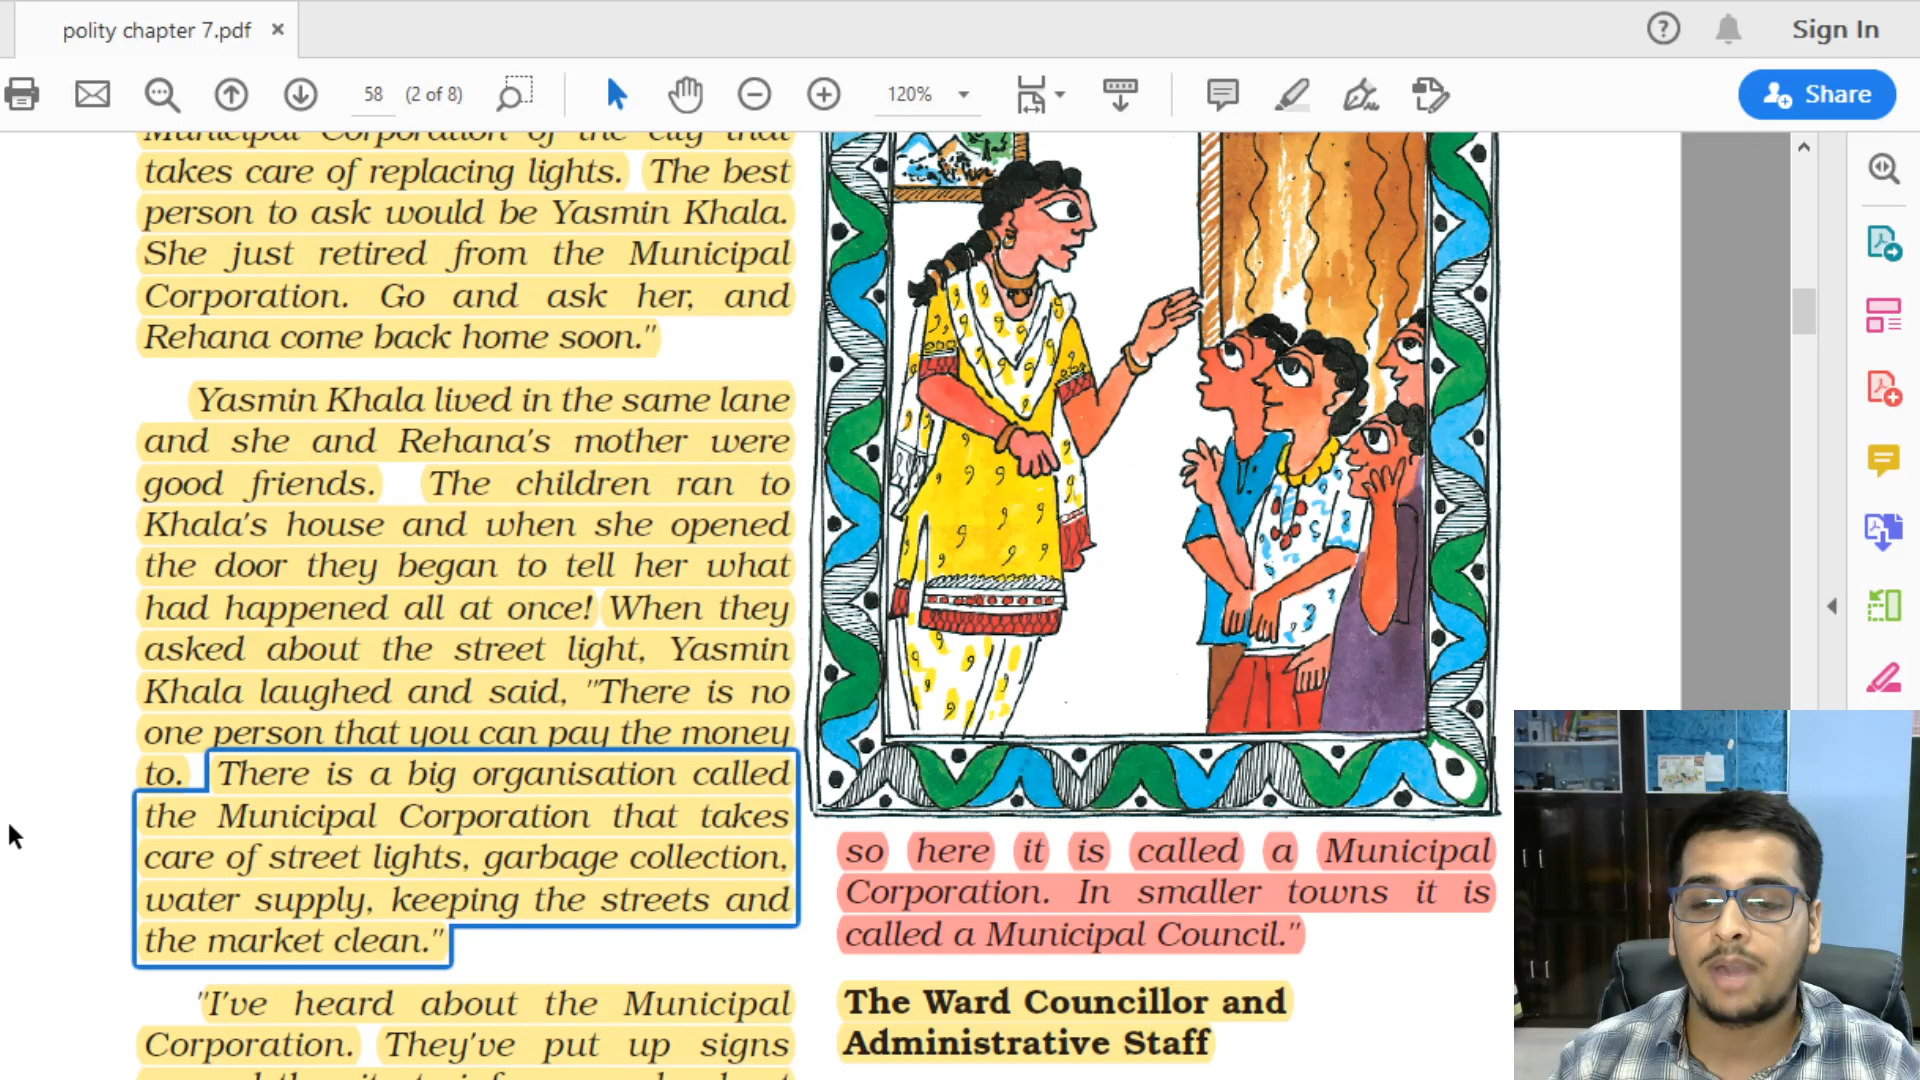 polity chapter 7.pdf
Sign In
58
(2 of 8)
120%
Share
Municipal Corporation of the city that
takes care of replacing lights. The best
person to ask would be Yasmin Khala.
She just retired from the Municipal
Corporation. Go and ask her, and
Rehana come back home soon."
Yasmin Khala lived in the same lane
and she and Rehana's mother were
good friends. The children ran to
Khala's house and when she opened
the door they began to tell her what
had happened all at once! When they
asked about the street light, Yasmin
Khala laughed and said, "There is no
one person that you can pay the money
to. There is a big organisation called
the Municipal Corporation that takes
care of street lights, garbage collection,
water supply, keeping the streets and
the market clean."
"I've heard about the Municipal
Corporation. They've put up signs
so here it is called a Municipal
Corporation. In smaller towns it is
called a Municipal Council."
The Ward Councillor and
Administrative Staff